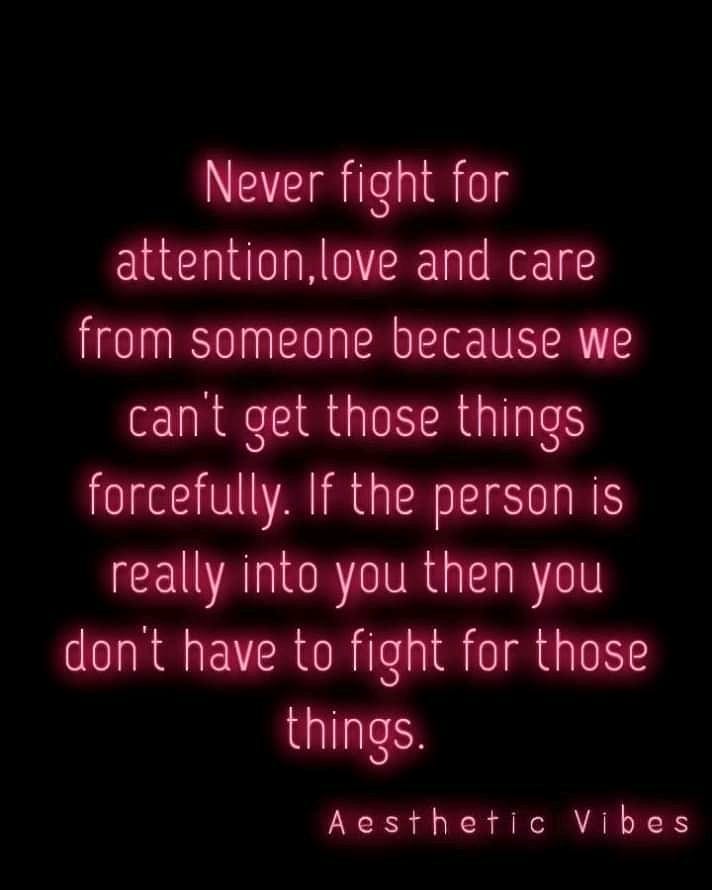 Never fight for
attention,love and care
from someone because we
can't get those things
forcefully. If the person is
really into you then you
don't have to fight for those
things.
Aesthetic Vibes